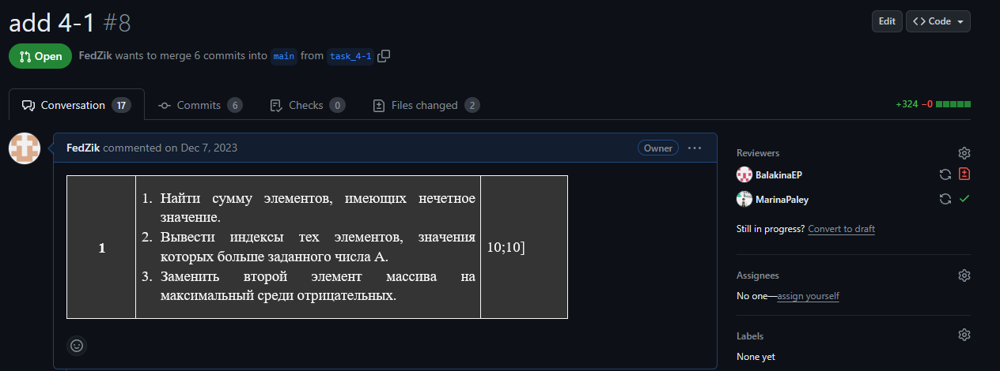 add 4-1 #8
Edit
Code
Open
FedZik wants to merge 6 commits into main from task_4-1
Conversation 17
Commits 6
Checks 0
Files changed 2
+324 −0
FedZik commented on Dec 7, 2023
Owner
1
1. Найти сумму элементов, имеющих нечетное
значение.
2. Вывести индексы тех элементов, значения
которых больше заданного числа А.
3. Заменить второй элемент массива на
максимальный среди отрицательных.
10;10]
Reviewers
BalakinaEP
MarinaPaley
Still in progress? Convert to draft
Assignees
No one—assign yourself
Labels
None yet